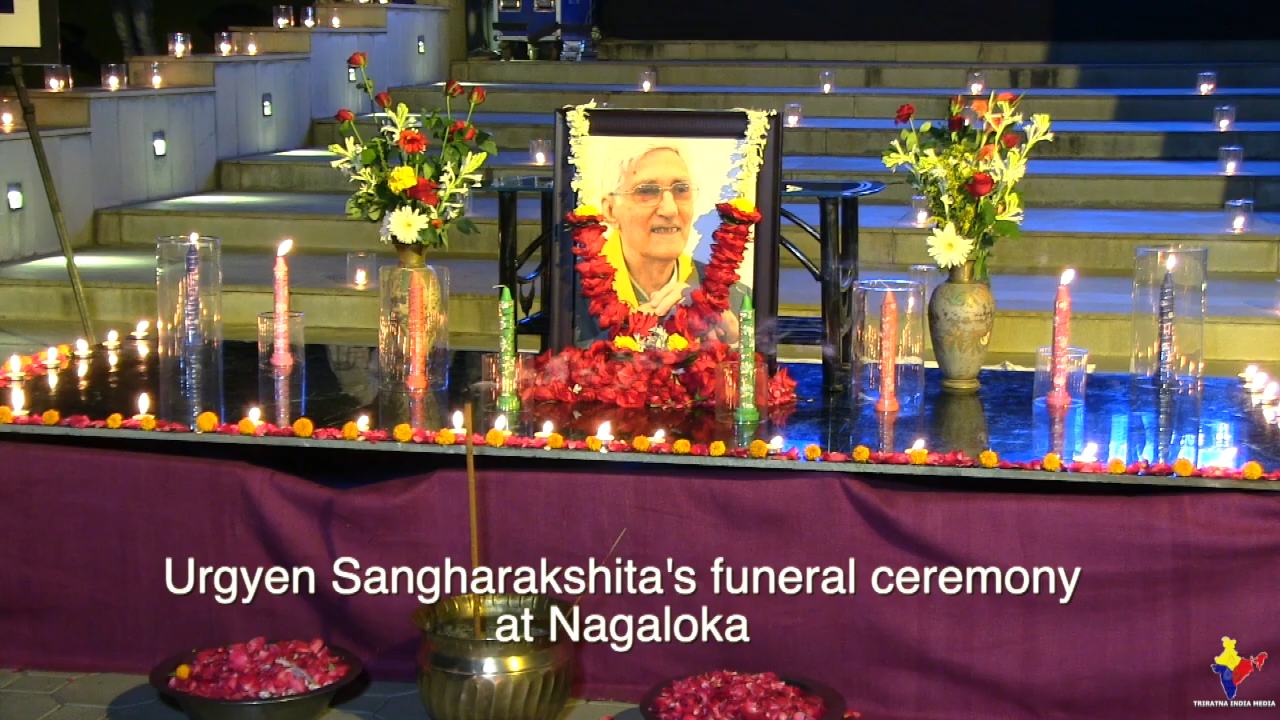 Urgyen Sangharakshita's funeral ceremony
at Nagaloka
TRIRATNA INDIA MEDIA